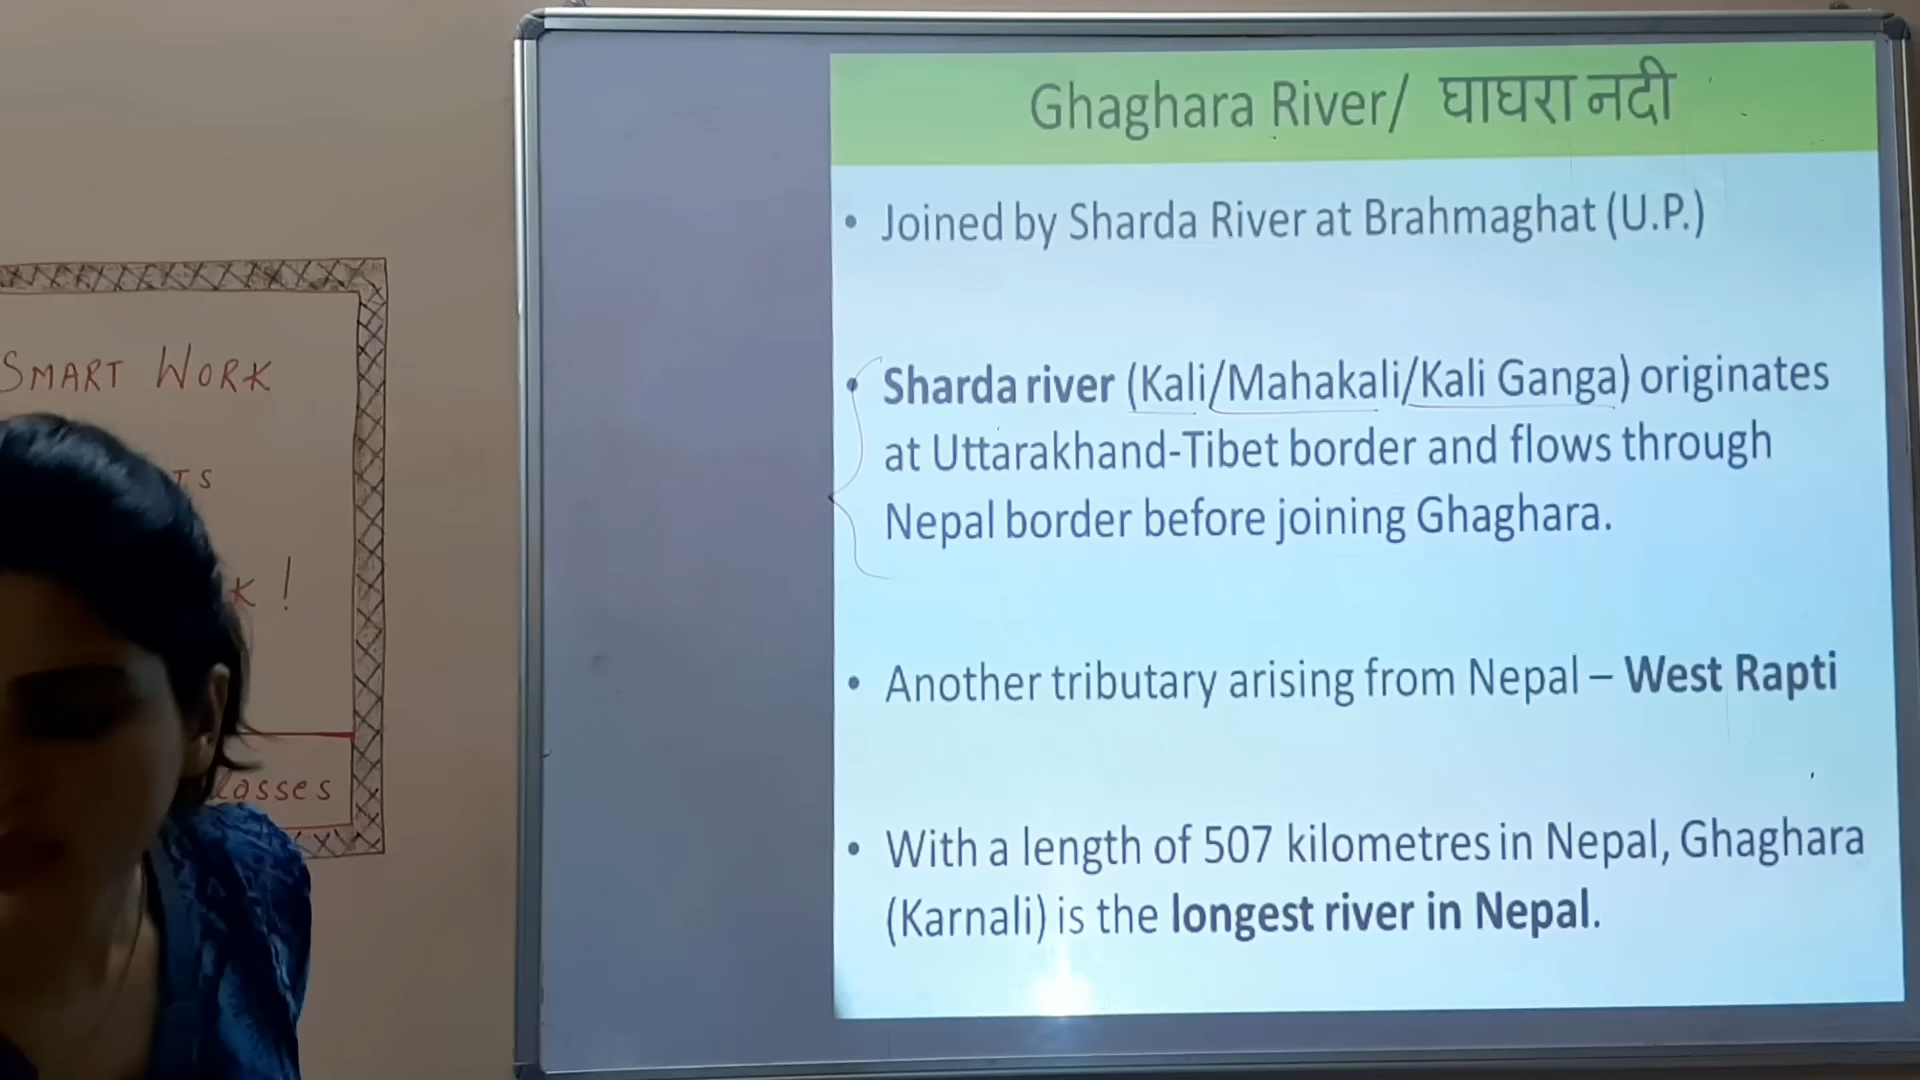 SMART WORK
TS
K !
lasses
Ghaghara River/ घाघरा नदी
• Joined by Sharda River at Brahmaghat (U.P.)
• Sharda river (Kali/Mahakali/Kali Ganga) originates
at Uttarakhand-Tibet border and flows through
Nepal border before joining Ghaghara.
• Another tributary arising from Nepal – West Rapti
• With a length of 507 kilometres in Nepal, Ghaghara
(Karnali) is the longest river in Nepal.